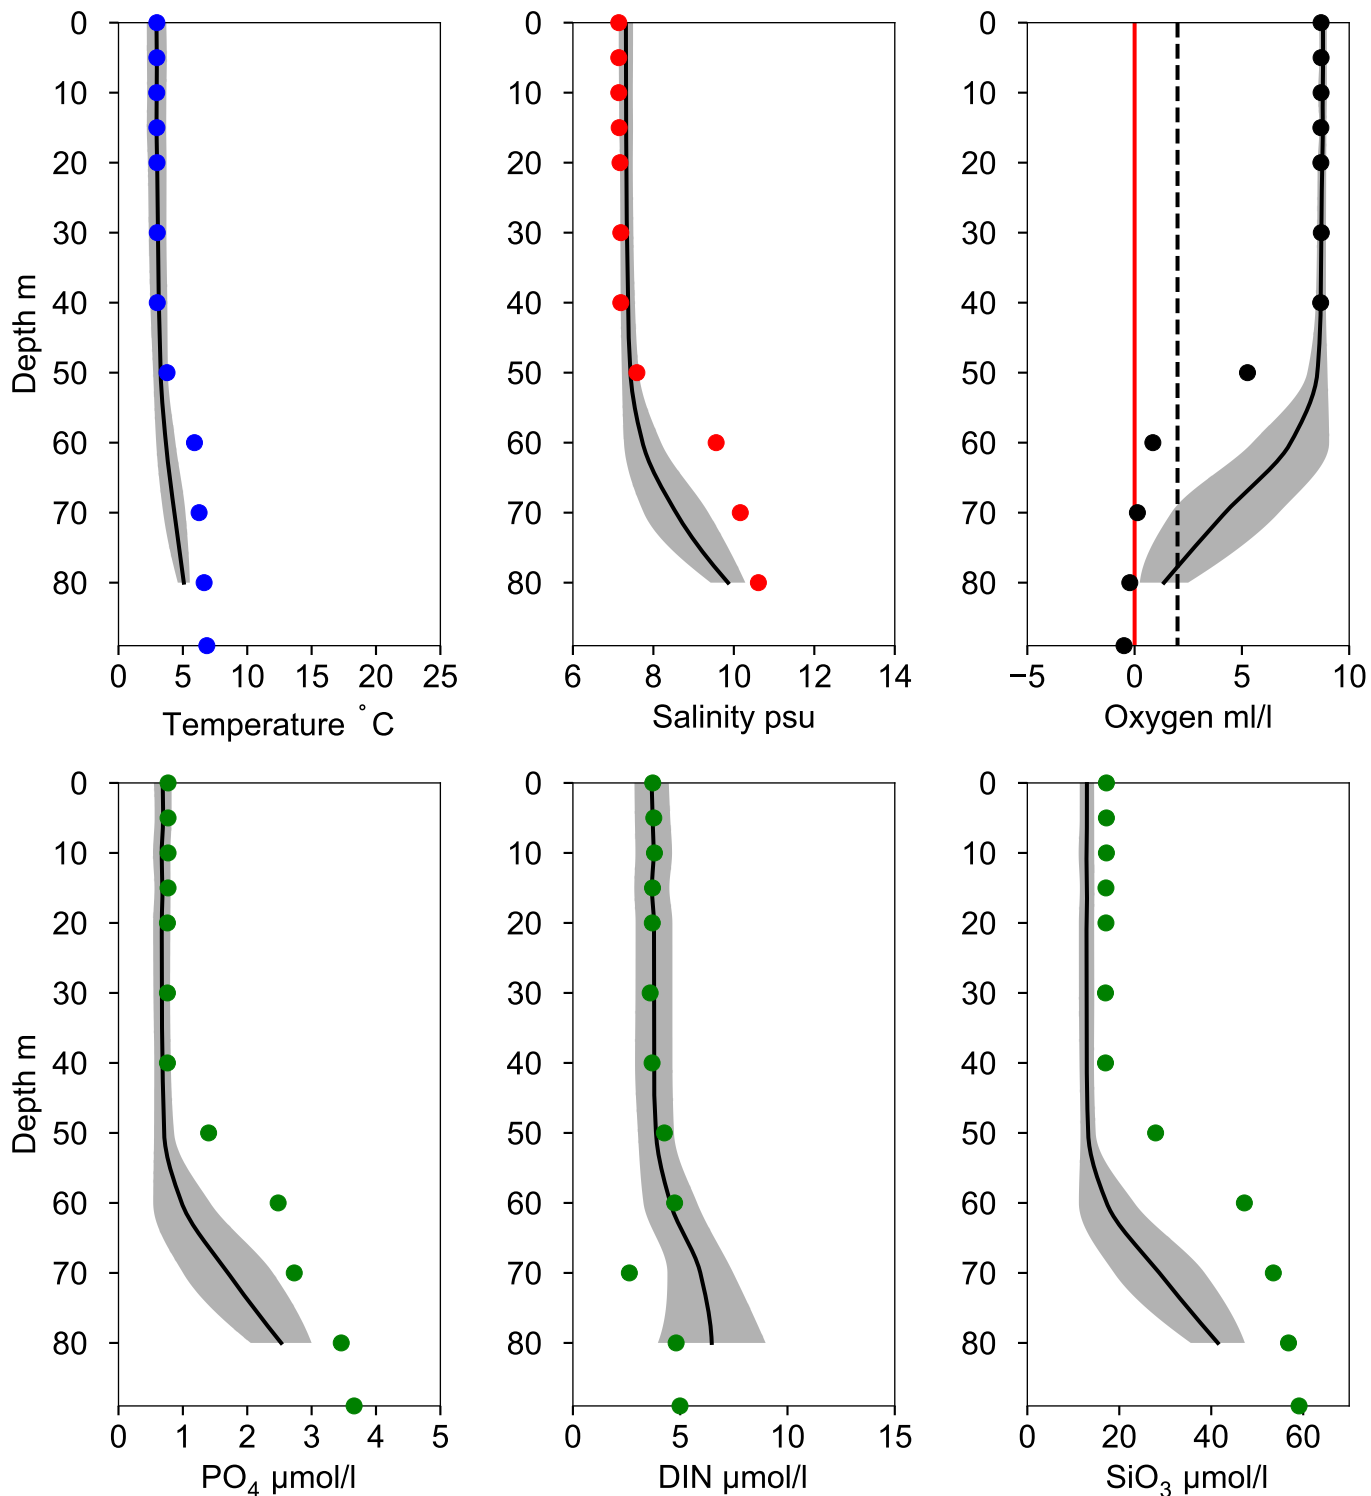 0 0 0
10 10 10
20 20 20
30 30 30
40 40 40
50 50 50
60 60 60
70 70 70
80 80 80
Depth m
0 5 10 15 20 25 6 8 10 12 14 −5 0 5 10
Temperature °C Salinity psu Oxygen ml/l
0 0 0
10 10 10
20 20 20
30 30 30
40 40 40
50 50 50
60 60 60
70 70 70
80 80 80
Depth m
0 1 2 3 4 5 0 5 10 15 0 20 40 60
PO₄ µmol/l DIN µmol/l SiO₃ µmol/l